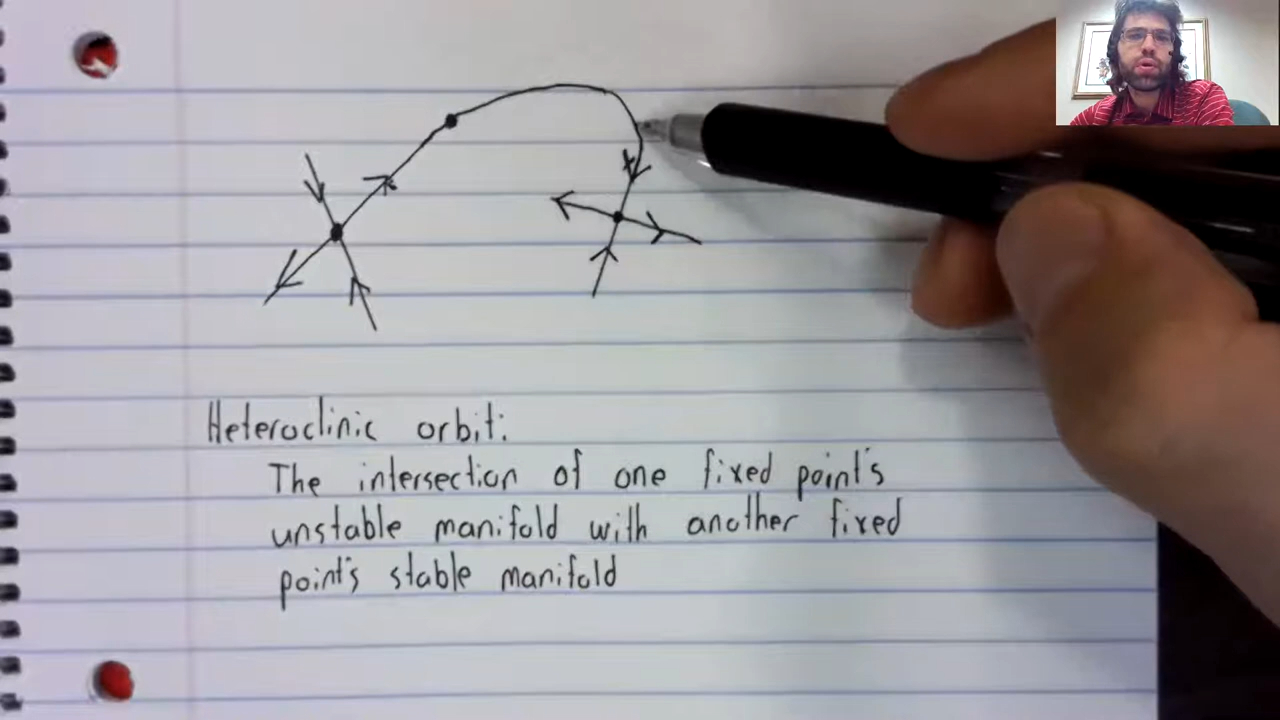 Heteroclinic orbit:
The intersection of one fixed point's
unstable manifold with another fixed
point's stable manifold